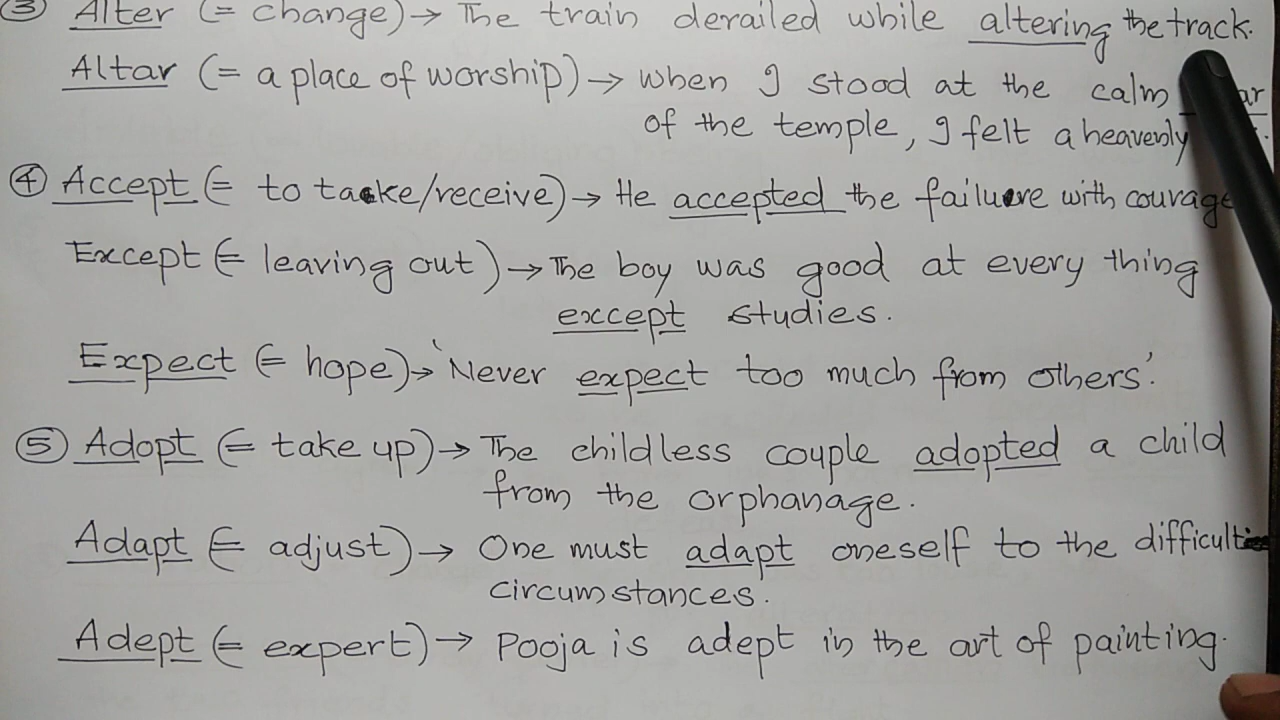 ③ Alter (= change) → The train derailed while altering the track.
Altar (= a place of worship) → when I stood at the calm
of the temple, I felt a heavenly
④ Accept (= to take/receive) → He accepted the failure with courage
Except (= leaving out) → The boy was good at every thing
except studies.
Expect (= hope) → 'Never expect too much from others'.
⑤ Adopt (= take up) → The childless couple adopted a child
from the orphanage.
Adapt (= adjust) → One must adapt oneself to the difficult
circumstances.
Adept (= expert) → Pooja is adept in the art of painting.